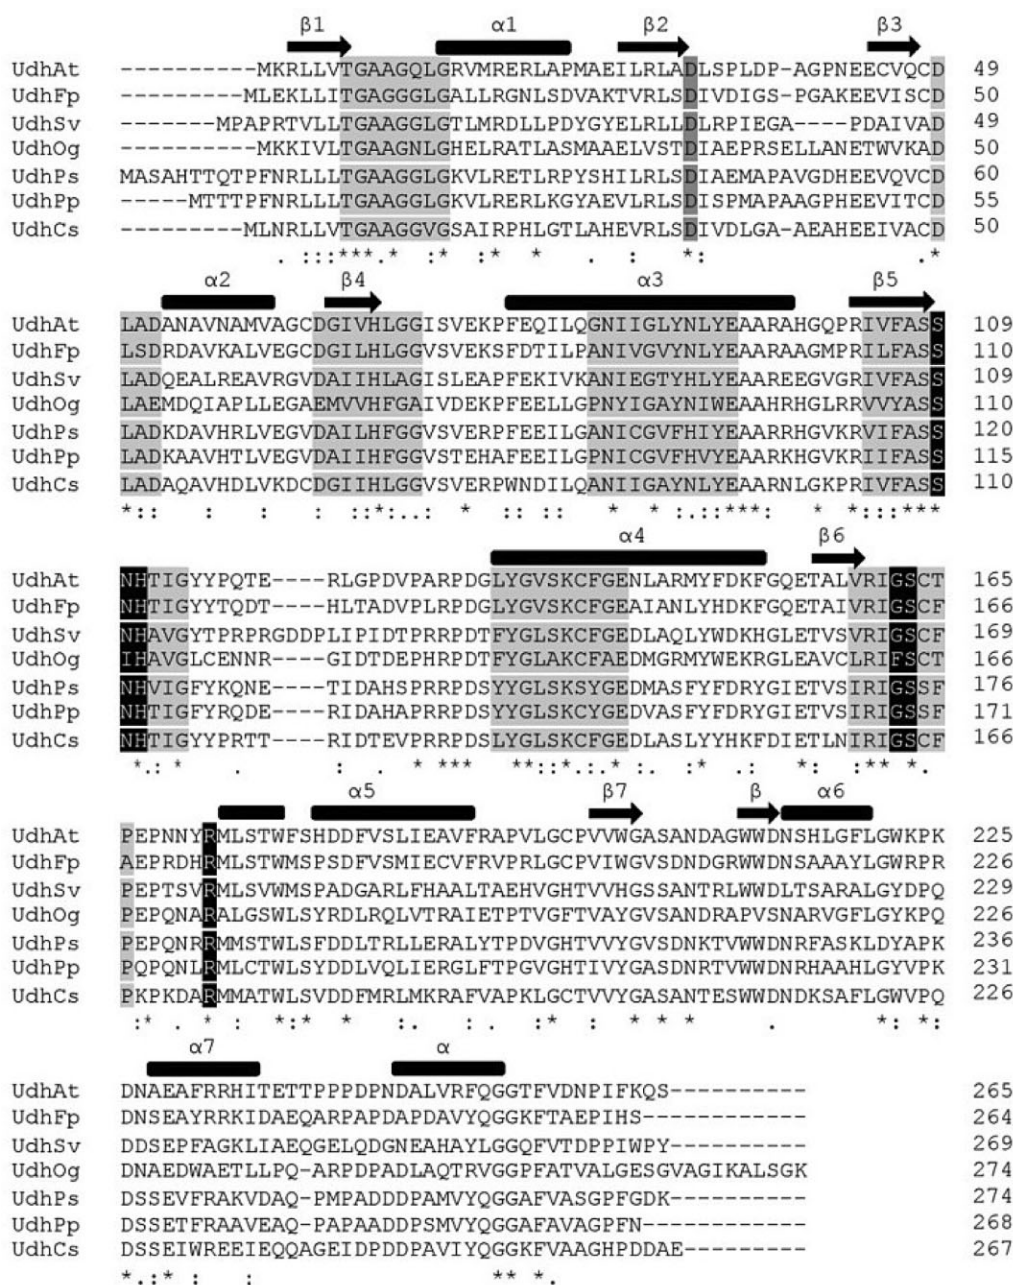 β1 α1 β2 β3
UdhAt ------------MKRLLVTGAAGQLGRVMRERLAPMAEILRLADLSPLDP-AGPNEECVQCD 49
UdhFp ---------MLEKLLITGAGGGLGALLRGNLSDVAKTVRLSDIVDIGS-PGAKEEVISCD 50
UdhSv -------MPAPRTVLLTGAAGGLGTLMRDLLPDYGYELRLLDLRPIEGA----PDAIVAD 49
UdhOg ----------MKKIVLTGAAGNLGHELRATLASMAAELVSTDIAEPRSELLANETWVKAD 50
UdhPs MASAHTTQTPFNRLLLTGAAGGLGKVLRETLRPYSHILRLSDIAEMAPAVGDHEEVQVCD 60
UdhPp -----MTTTPFNRLLLTGAAGGLGKVLRERLKGYAEVLRLSDISPMAPAAGPHEEVITCD 55
UdhCs ---------MLNRLLVTGAAGGVGSAIRPHLGTLAHEVRLSDIVDLGA-AEAHEEIVACD 50
. :::***.* :* :* * . :*: .*
α2 β4 α3 β5
UdhAt LADANAVNAMVAGCDGIVHLGGISVEKPFEQILQGNIIGLYNLYEAARAHGQPRIVFASS 109
UdhFp LSDRDAVKALVEGCDGILHLGGVSVEKSFDTILPANIVGVYNLYEAARAAGMPRILFASS 110
UdhSv LADQEALREAVRGVDAIIHLAGISLEAPFEKIVKANIEGTYHLYEAAREEGVGRIVFASS 109
UdhOg LAEMDQIAPLLEGAEMVVHFGAIVDEKPFEELLGPNYIGAYNIWEAAHRHGLRRVVYASS 110
UdhPs LADKDAVHRLVEGVDAILHFGGVSVERPFEEILGANICGVFHIYEAARRHGVKRVIFASS 120
UdhPp LADKAAVHTLVAGVDAIIHFGGVSTEHAFEEILGPNICGVFHVYEAARKHGVKRIIFASS 115
UdhCs LADAQAVHDLVKDCDGIIHLGGVSVERPWNDILQANIIGAYNLYEAARNLGKPRIVFASS 110
*:: : : : ::*:..: * :: :: * * :.::***: * *:::***
α4 β6
UdhAt NHTIGYYPQTE----RLGPDVPARPDGLYGVSKCFGENLARMYFDKFGQETALVRIGSCT 165
UdhFp NHTIGYYTQDT----HLTADVPLRPDGLYGVSKCFGEAIANLYHDKFGQETAIVRIGSCF 166
UdhSv NHAVGYTPRPRGDDPLIPIDTPRRPDTFYGLSKCFGEDLAQLYWDKHGLETVSVRIGSCF 169
UdhOg IHAVGLCENNR----GIDTDEPHRPDTFYGLAKCFAEDMGRMYWEKRGLEAVCLRIFSCT 166
UdhPs NHVIGFYKQNE----TIDAHSPRRPDSYYGLSKSYGEDMASFYFDRYGIETVSIRIGSSF 176
UdhPp NHTIGFYRQDE----RIDAHAPRRPDSYYGLSKCYGEDVASFYFDRYGIETVSIRIGSSF 171
UdhCs NHTIGYYPRTT----RIDTEVPRRPDSLYGLSKCFGEDLASLYYHKFDIETLNIRIGSCF 166
*.:* . : . * *** **::*.:.* :. :* .: . *: :** *.
α5 β7 β α6
UdhAt PEPNNYRMLSTWFSHDDFVSLIEAVFRAPVLGCPVVWGASANDAGWWDNSHLGFLGWKPK 225
UdhFp AEPRDHRMLSTWMSPSDFVSMIECVFRVPRLGCPVIWGVSDNDGRWWDNSAAAYLGWRPR 226
UdhSv PEPTSVRMLSVWMSPADGARLFHAALTAEHVGHTVVHGSSANTRLWWDLTSARALGYDPQ 229
UdhOg PEPQNARALGSWLSYRDLRQLVTRAIETPTVGFTVAYGVSANDRAPVSNARVGFLGYKPQ 226
UdhPs PEPQNRRMMSTWLSFDDLTRLLERALYTPDVGHTVVYGVSDNKTVWWDNRFASKLDYAPK 236
UdhPp PQPQNLRMLCTWLSYDDLVQLIERGLFTPGVGHTIVYGASDNRTVWWDNRHAAHLGYVPK 231
UdhCs PKPKDARMMATWLSVDDFMRLMKRAFVAPKLGCTVVYGASANTESWWDNDKSAFLGWVPQ 226
:* . * : *:* * :. : . :* .: * * * . *.: *:
α7 α
UdhAt DNAEAFRRHITETTPPPDPNDALVRFQGGTFVDNPIFKQS---------- 265
UdhFp DNSEAYRRKIDAEQARPAPDPAPDAVYQGGKFTAEPIHS------------ 264
UdhSv DDSEPFAGKLIAEQGELQDGNEAHAYLGGQFVTDPPIWPY---------- 269
UdhOg DNAEDWAETLLPQ-ARPDPADLAQTRVGGPFATVALGESGVAGIKALSGK 274
UdhPs DSSEVFRAKVDAQ-PMPADDDPAMVYQGGAFVASGPFGDK---------- 274
UdhPp DSSETFRAAVEAQ-PAPAADDPSMVYQGGAFAVAGPFN------------ 268
UdhCs DSSEIWREEIEQQAGEIDPDDPAVIYQGGKFVAAGHPDDAE--------- 267
*.:* : : ** *.